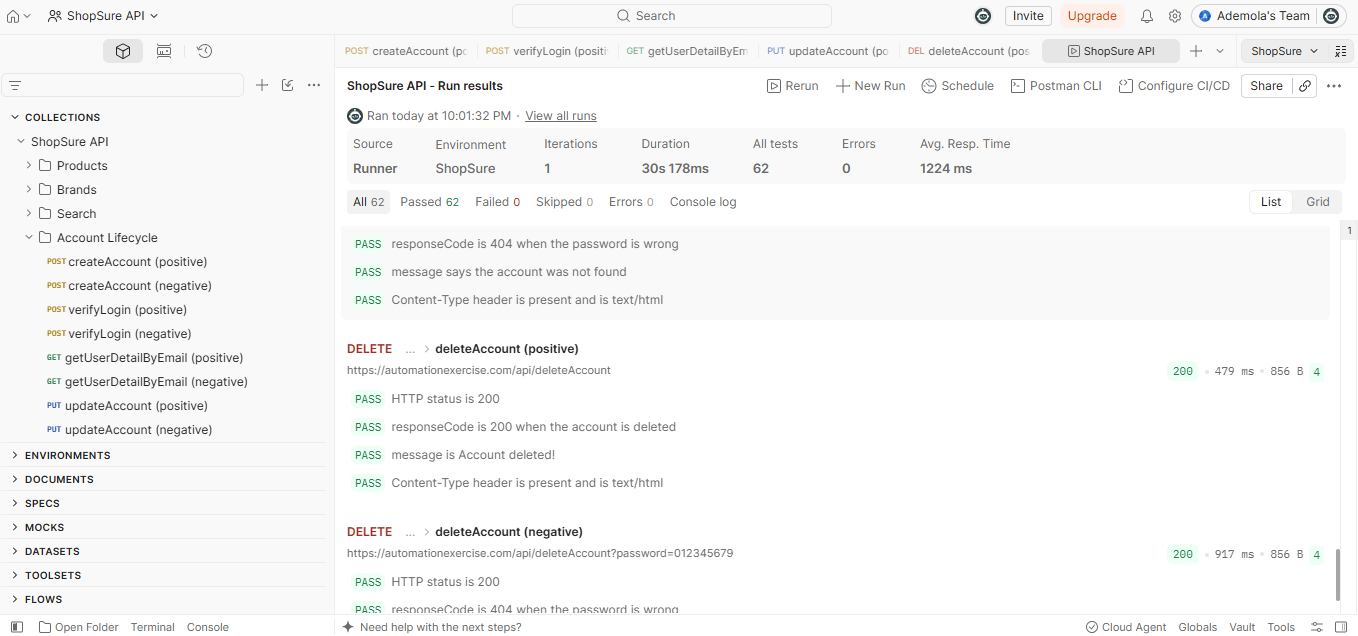 ShopSure API
Search
Invite
Upgrade
Ademola's Team
POST createAccount (po
POST verifyLogin (positi
GET getUserDetailByEm
PUT updateAccount (po
DEL deleteAccount (pos
ShopSure API
ShopSure
ShopSure API - Run results
Rerun
New Run
Schedule
Postman CLI
Configure CI/CD
Share
Ran today at 10:01:32 PM · View all runs
Source Environment Iterations Duration All tests Errors Avg. Resp. Time
Runner ShopSure 1 30s 178ms 62 0 1224 ms
All 62 Passed 62 Failed 0 Skipped 0 Errors 0 Console log
List Grid
COLLECTIONS
ShopSure API
Products
Brands
Search
Account Lifecycle
POST createAccount (positive)
POST createAccount (negative)
POST verifyLogin (positive)
POST verifyLogin (negative)
GET getUserDetailByEmail (positive)
GET getUserDetailByEmail (negative)
PUT updateAccount (positive)
PUT updateAccount (negative)
ENVIRONMENTS
DOCUMENTS
SPECS
MOCKS
DATASETS
TOOLSETS
FLOWS
1
PASS responseCode is 404 when the password is wrong
PASS message says the account was not found
PASS Content-Type header is present and is text/html
DELETE ... > deleteAccount (positive)
https://automationexercise.com/api/deleteAccount
200 479 ms 856 B 4
PASS HTTP status is 200
PASS responseCode is 200 when the account is deleted
PASS message is Account deleted!
PASS Content-Type header is present and is text/html
DELETE ... > deleteAccount (negative)
https://automationexercise.com/api/deleteAccount?password=012345679
200 917 ms 856 B 4
PASS HTTP status is 200
PASS responseCode is 404 when the password is wrong
Open Folder Terminal Console
Need help with the next steps?
Cloud Agent Globals Vault Tools